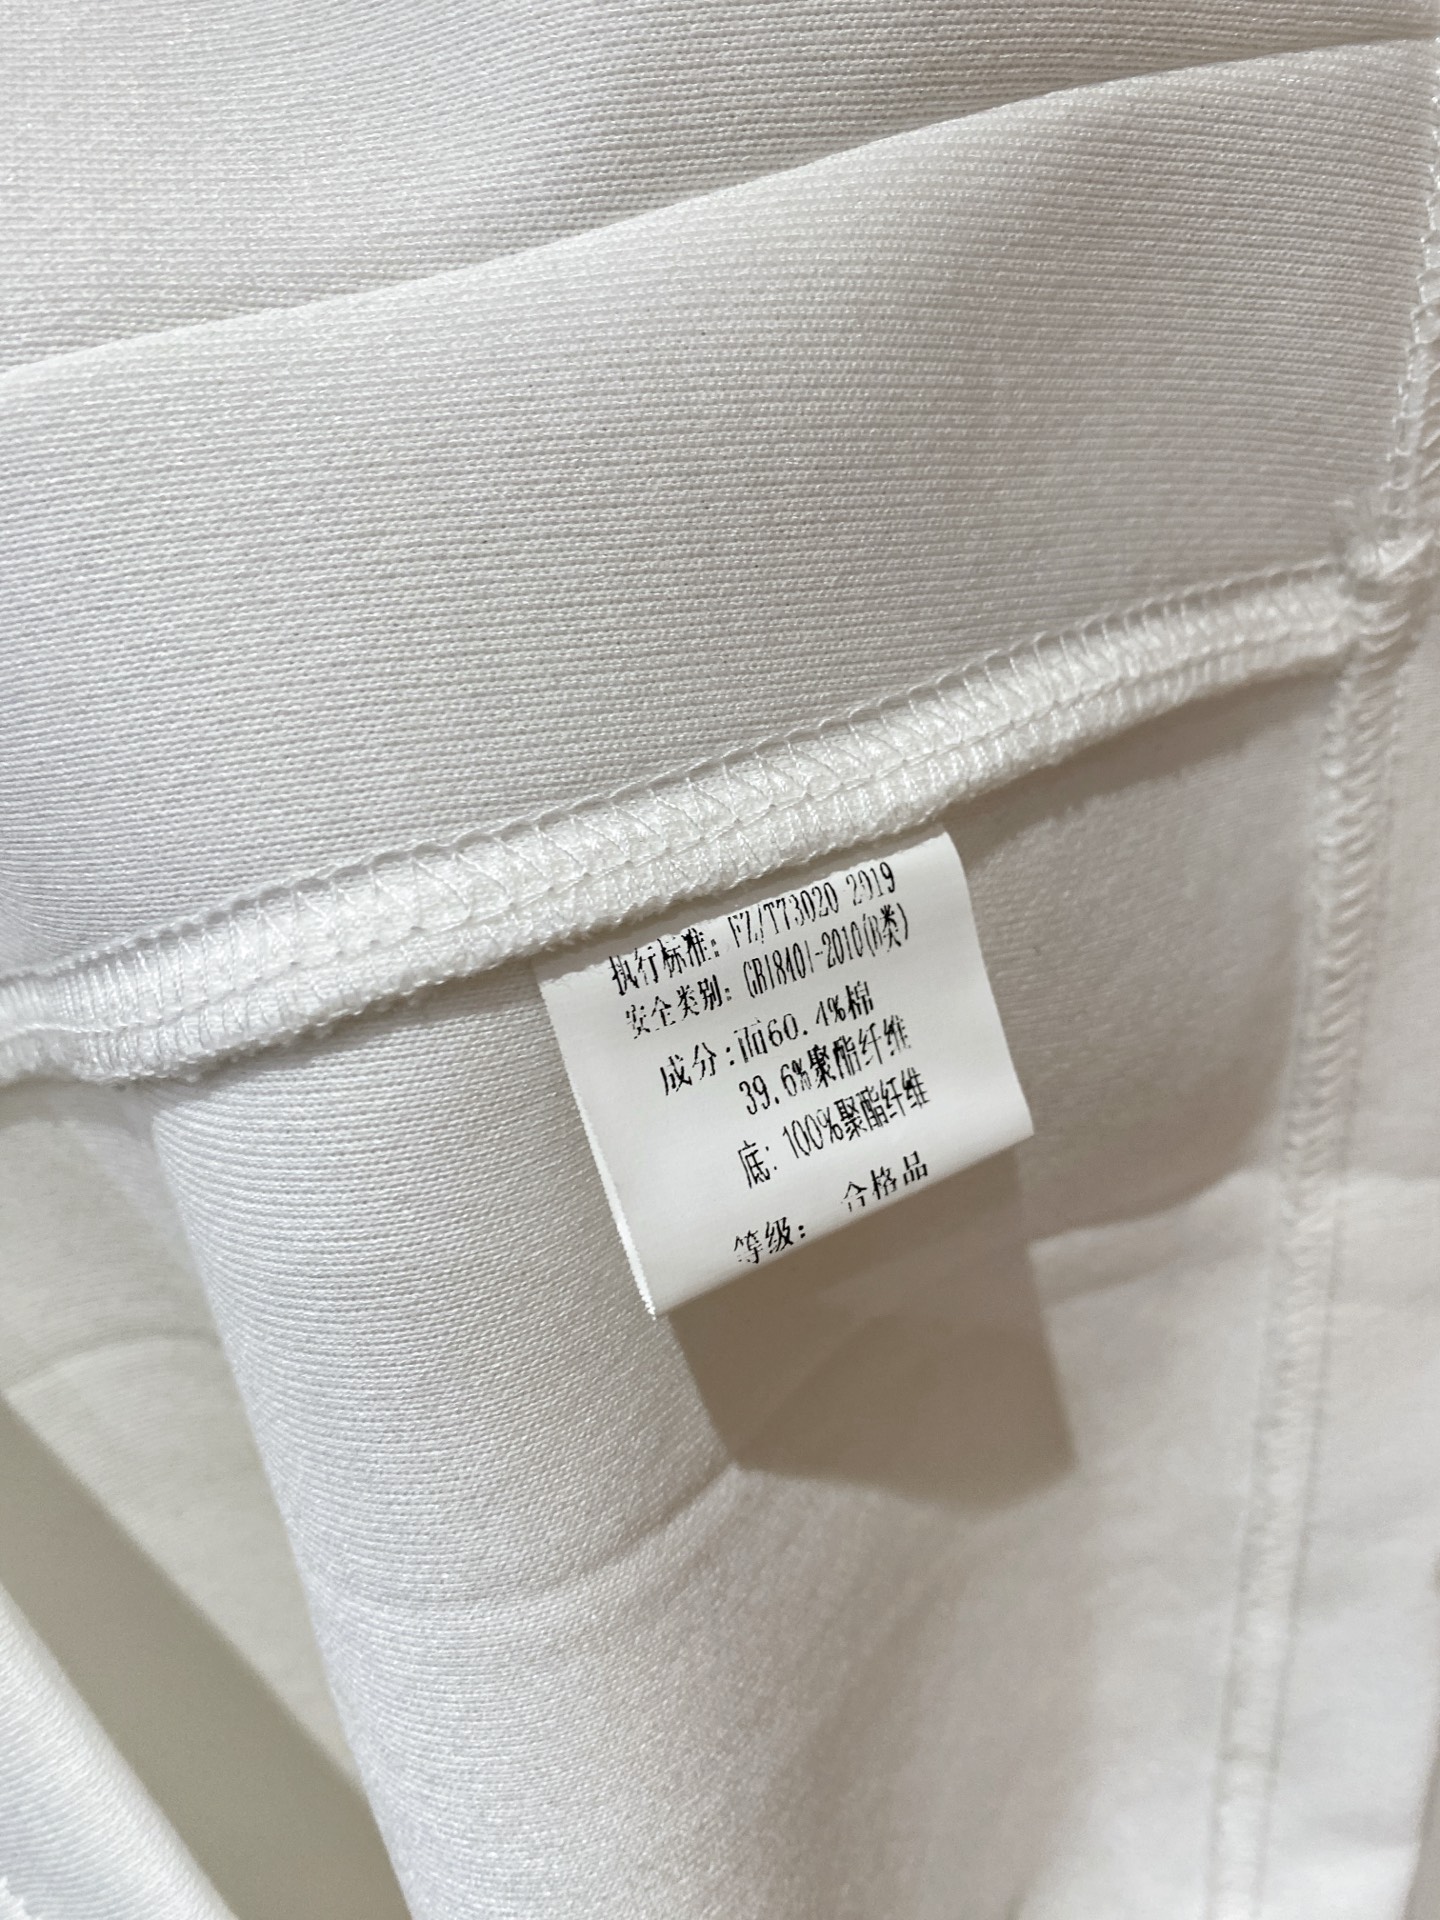 执行标准: FZ/T73020 2019
安全类别: GB18401-2010(B类)
成分:面60.4%棉
39.6%聚酯纤维
底: 100%聚酯纤维
等级: 合格品